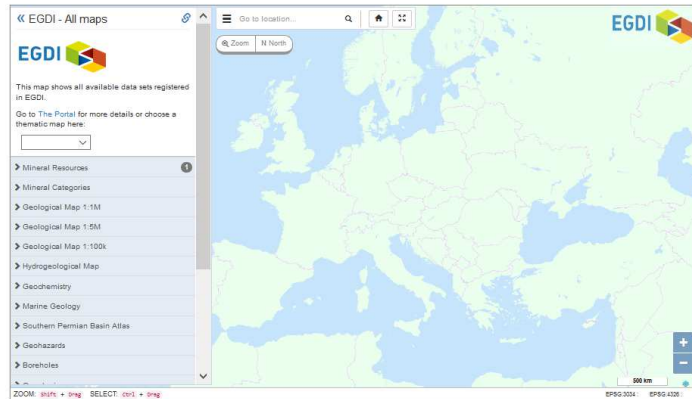 « EGDI - All maps
EGDI
This map shows all available data sets registered
in EGDI.
Go to The Portal for more details or choose a
thematic map here:
Mineral Resources 1
Mineral Categories
Geological Map 1:1M
Geological Map 1:5M
Geological Map 1:100k
Hydrogeological Map
Geochemistry
Marine Geology
Southern Permian Basin Atlas
Geohazards
Boreholes
Go to location...
Zoom N North
EGDI
+
−
500 km
ZOOM: Shift + Drag SELECT: Ctrl + Drag
EPSG:3034 EPSG:4326